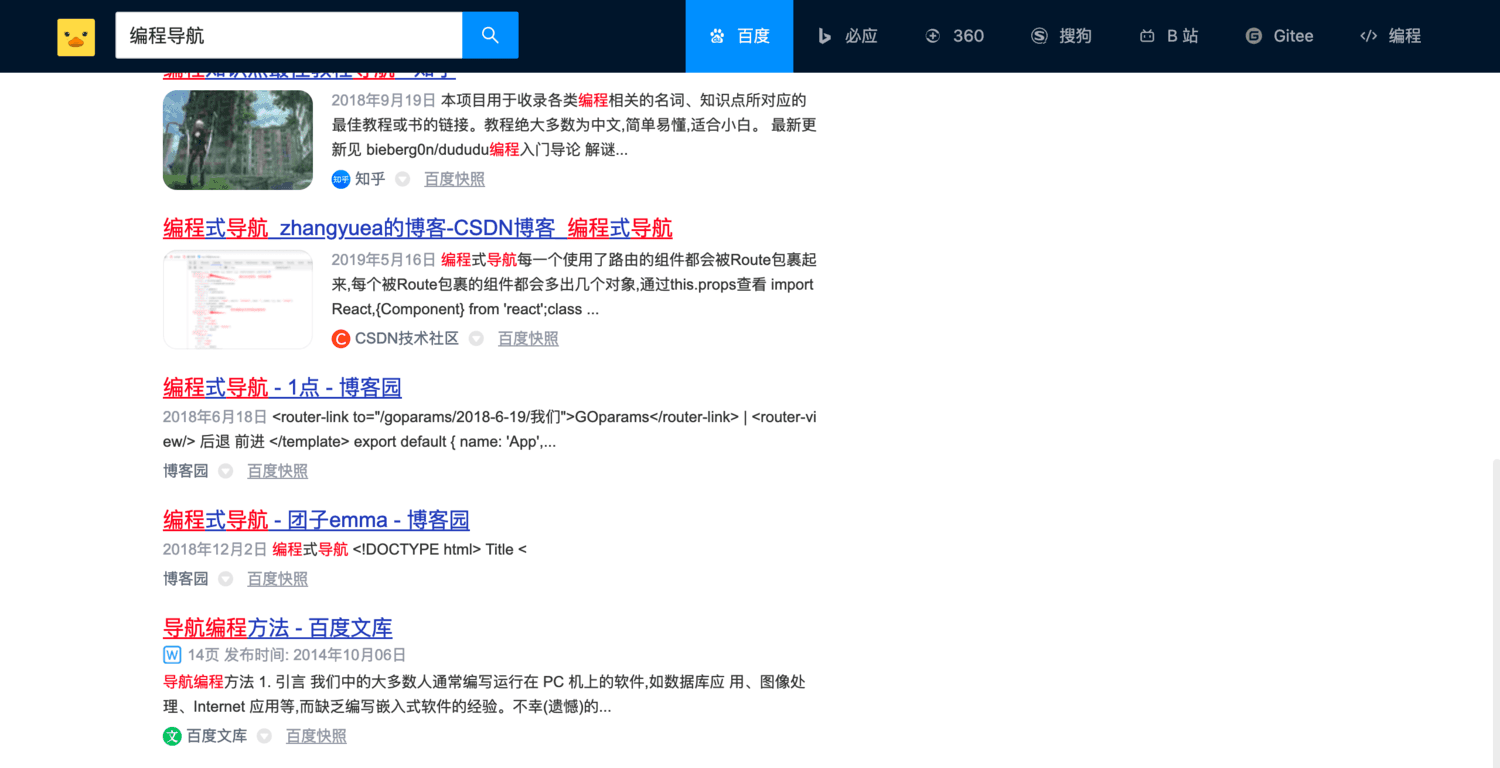 编程导航
百度
必应
360
搜狗
B 站
Gitee
编程
编程知识点最佳教程导航 - 知乎
2018年9月19日 本项目用于收录各类编程相关的名词、知识点所对应的
最佳教程或书的链接。教程绝大多数为中文,简单易懂,适合小白。 最新更
新见 bieberg0n/dududu编程入门导论 解谜...
知乎 百度快照
编程式导航_zhangyuea的博客-CSDN博客_编程式导航
2019年5月16日 编程式导航每一个使用了路由的组件都会被Route包裹起
来,每个被Route包裹的组件都会多出几个对象,通过this.props查看 import
React,{Component} from 'react';class ...
CSDN技术社区 百度快照
编程式导航 - 1点 - 博客园
2018年6月18日 <router-link to="/goparams/2018-6-19/我们">GOparams</router-link> | <router-vi
ew/> 后退 前进 </template> export default { name: 'App',...
博客园 百度快照
编程式导航 - 团子emma - 博客园
2018年12月2日 编程式导航 <!DOCTYPE html> Title <
博客园 百度快照
导航编程方法 - 百度文库
W 14页 发布时间: 2014年10月06日
导航编程方法 1. 引言 我们中的大多数人通常编写运行在 PC 机上的软件,如数据库应 用、图像处
理、Internet 应用等,而缺乏编写嵌入式软件的经验。不幸(遗憾)的...
百度文库 百度快照